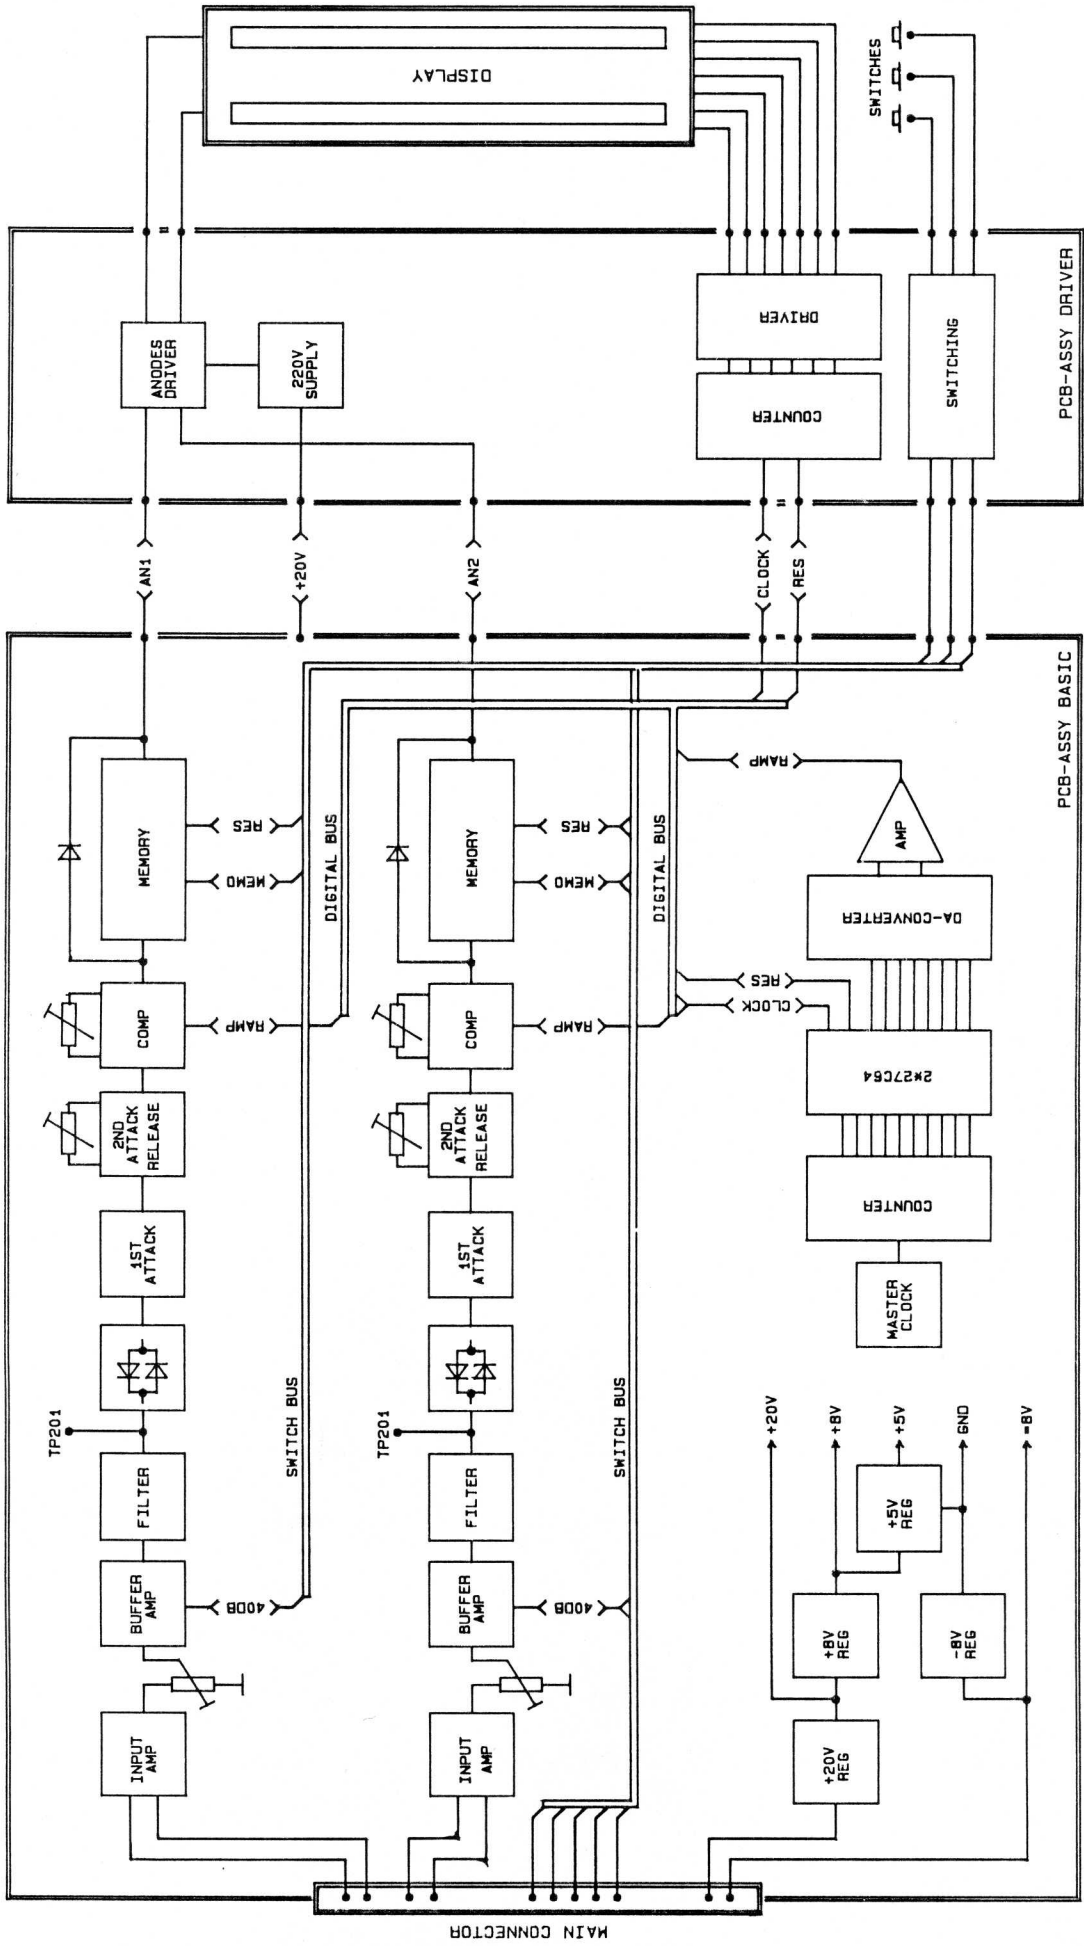 DISPLAY
SWITCHES
ANODES
DRIVER
220V
SUPPLY
DRIVER
COUNTER
SWITCHING
PCB-ASSY DRIVER
AN1
+20V
AN2
CLOCK
RES
PCB-ASSY BASIC
MEMORY
RES
MEMO
DIGITAL BUS
MEMORY
RES
MEMO
DIGITAL BUS
RAMP
AMP
DA-CONVERTER
RES
CLOCK
2*27C64
COUNTER
MASTER
CLOCK
COMP
RAMP
COMP
RAMP
2ND
ATTACK
RELEASE
2ND
ATTACK
RELEASE
1ST
ATTACK
1ST
ATTACK
TP201
SWITCH BUS
TP201
SWITCH BUS
FILTER
FILTER
BUFFER
AMP
40DB
BUFFER
AMP
40DB
INPUT
AMP
INPUT
AMP
+20V
+8V
+5V
GND
=8V
+5V
REG
+8V
REG
-8V
REG
+20V
REG
MAIN CONNECTOR